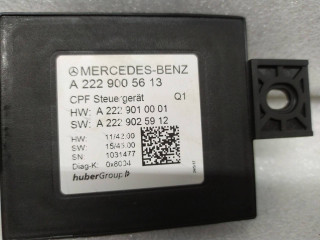 MERCEDES-BENZ
A 222 900 56 13
CPF Steuergerät Q1
HW: A 222 901 00 01
SW: A 222 902 59 12
HW: 11/42.00
SW: 15/43.00
SN: 1031477
Diag-K: 0x8004
huberGroup